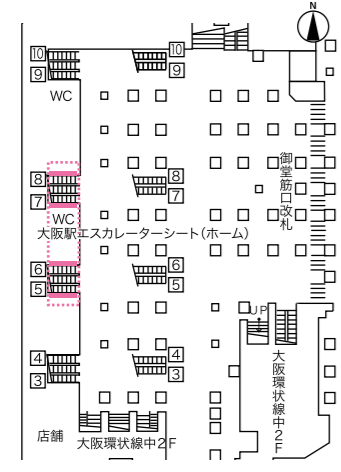 N
10 10
9 9
WC
8 8
7 7
WC
大阪駅エスカレーターシート(ホーム)
6 6
5 5
4 4
3 3
店舗
大阪環状線中2F
御堂筋口改札
UP
大阪環状線中2F